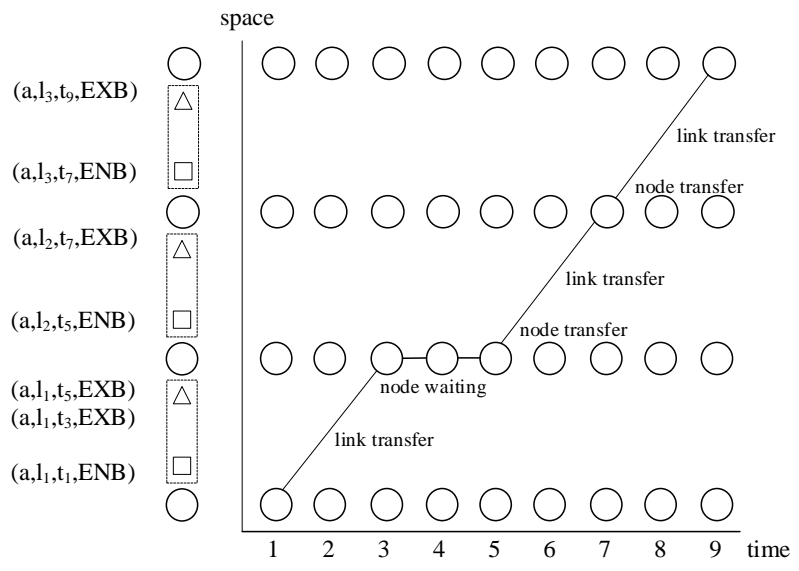 space
(a,l₃,t₉,EXB)
link transfer
(a,l₃,t₇,ENB)
node transfer
(a,l₂,t₇,EXB)
link transfer
(a,l₂,t₅,ENB)
node transfer
(a,l₁,t₅,EXB)
node waiting
(a,l₁,t₃,EXB)
link transfer
(a,l₁,t₁,ENB)
1 2 3 4 5 6 7 8 9 time